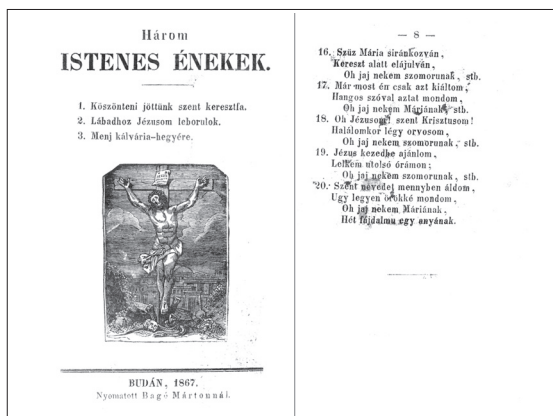 Három
ISTENES ÉNEKEK.
1. Köszönteni jöttünk szent keresztfa.
2. Lábadhoz Jézusom leborulok.
3. Menj kálvária-hegyére.
BUDÁN, 1867.
Nyomatott Bagó Mártonnál.
— 8 —
16. Szüz Mária siránkozván,
Kereszt alatt elájulván,
Oh jaj nekem szomorunak, stb.
17. Már most én csak azt kiáltom,
Hangos szóval aztat mondom,
Oh jaj nekem Máriának, stb.
18. Oh Jézusom! szent Krisztusom!
Halálomkor légy orvosom,
Oh jaj nekem szomorunak, stb.
19. Jézus kezedbe ajánlom,
Lelkem utolsó órámon;
Oh jaj nekem szomorunak, stb.
20. Szent nevedet mennyben áldom,
Ugy legyen örökké mondom,
Oh jaj nekem Máriának,
Hét fájdalmu egy anyának.